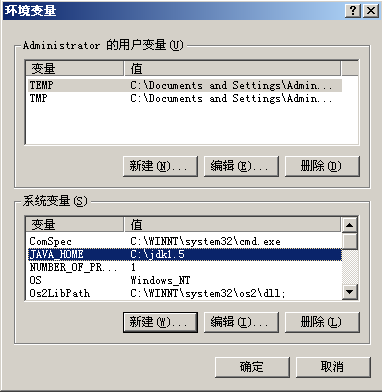 环境变量
Administrator 的用户变量(U)
变量 值
TEMP C:\Documents and Settings\Admin...
TMP C:\Documents and Settings\Admin...
新建(N)... 编辑(E)... 删除(D)
系统变量(S)
变量 值
ComSpec C:\WINNT\system32\cmd.exe
JAVA_HOME C:\jdk1.5
NUMBER_OF_PR... 1
OS Windows_NT
Os2LibPath C:\WINNT\system32\os2\dll;
新建(W)... 编辑(I)... 删除(L)
确定 取消